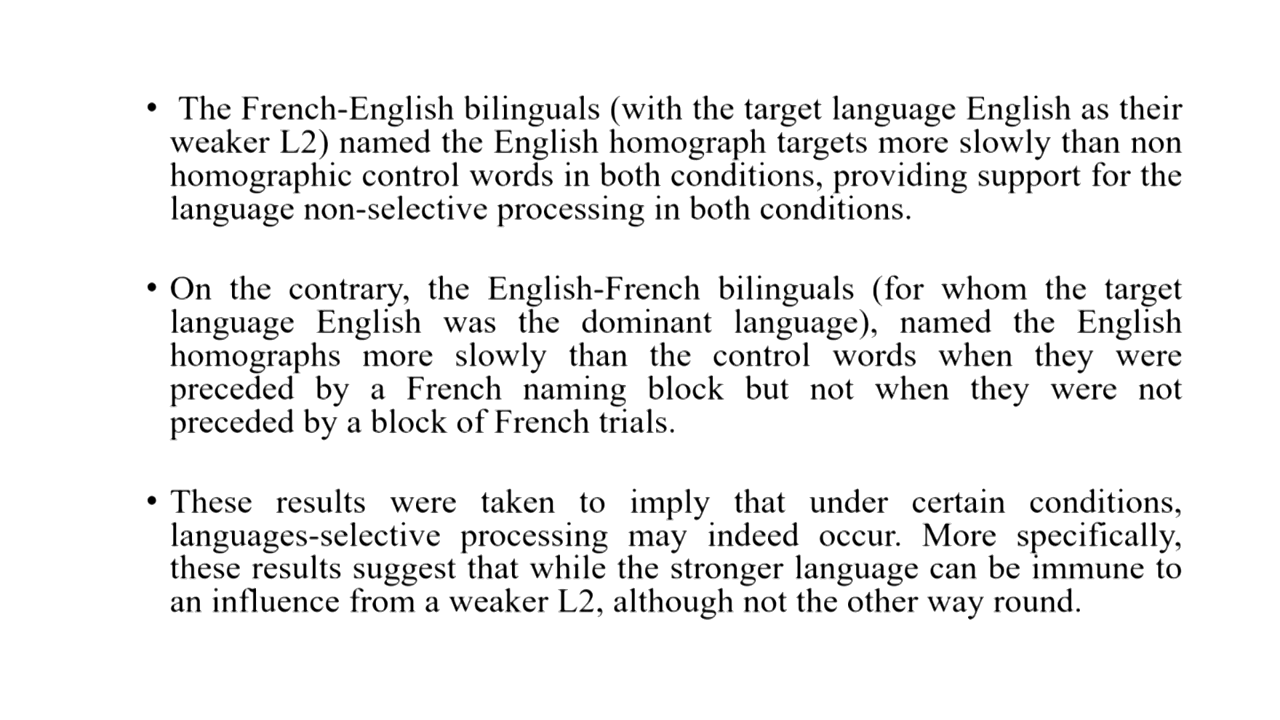 • The French-English bilinguals (with the target language English as their
weaker L2) named the English homograph targets more slowly than non
homographic control words in both conditions, providing support for the
language non-selective processing in both conditions.
• On the contrary, the English-French bilinguals (for whom the target
language English was the dominant language), named the English
homographs more slowly than the control words when they were
preceded by a French naming block but not when they were not
preceded by a block of French trials.
• These results were taken to imply that under certain conditions,
languages-selective processing may indeed occur. More specifically,
these results suggest that while the stronger language can be immune to
an influence from a weaker L2, although not the other way round.